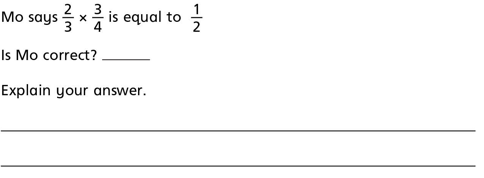 Mo says 2/3 × 3/4 is equal to 1/2
Is Mo correct?
Explain your answer.